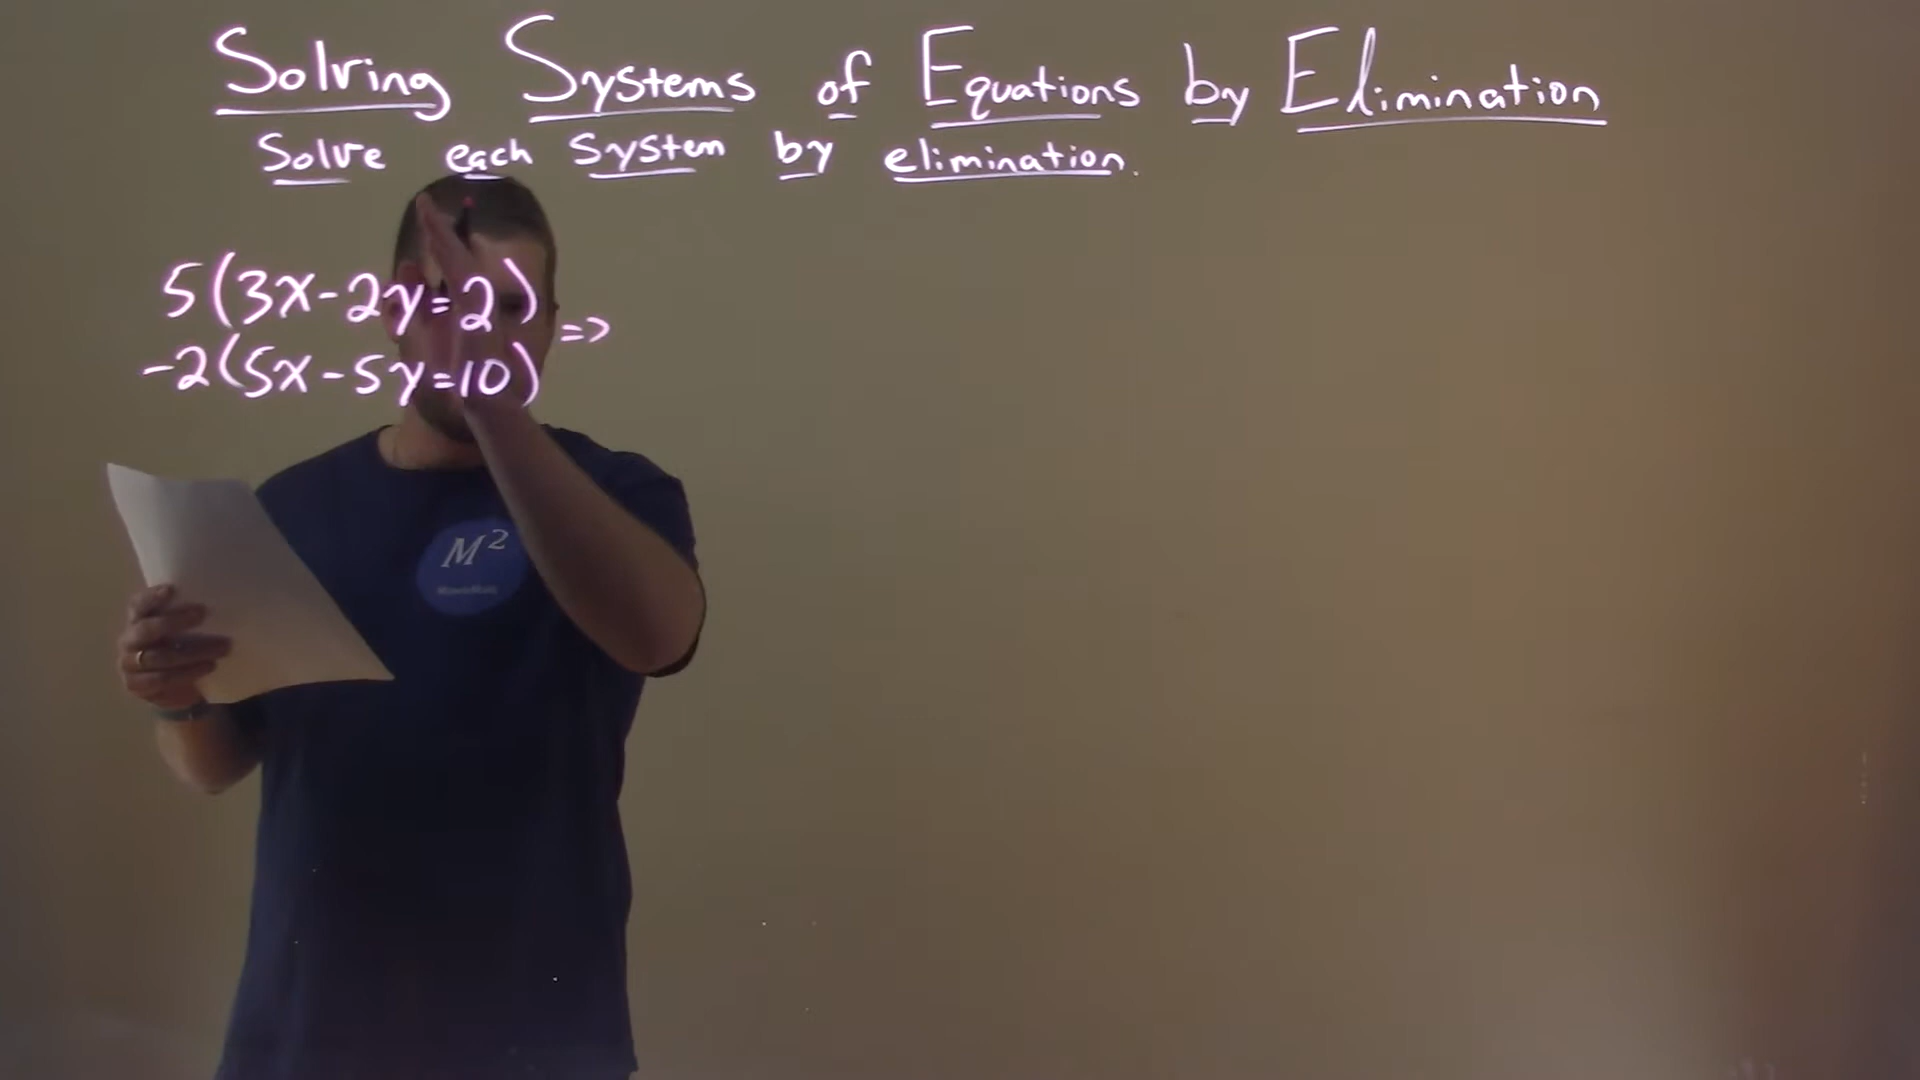 Solving Systems of Equations by Elimination
Solve each system by elimination.
5(3x-2y=2)
=>
-2(5x-5y=10)
M²